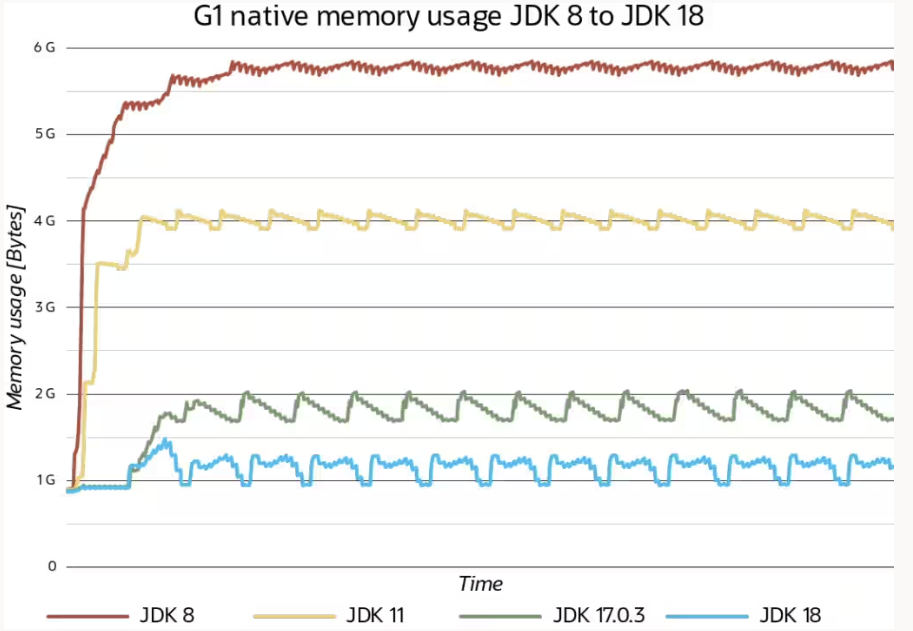 G1 native memory usage JDK 8 to JDK 18
6 G
5 G
4 G
3 G
2 G
1 G
0
Memory usage [Bytes]
Time
JDK 8 JDK 11 JDK 17.0.3 JDK 18